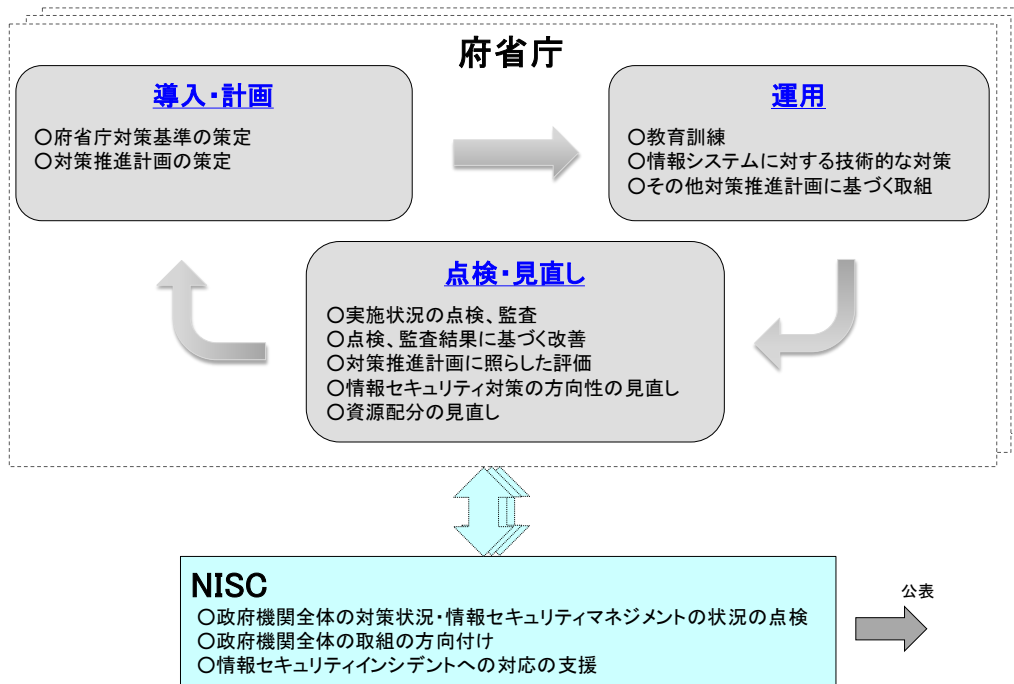 府省庁
導入・計画
○府省庁対策基準の策定
○対策推進計画の策定
運用
○教育訓練
○情報システムに対する技術的な対策
○その他対策推進計画に基づく取組
点検・見直し
○実施状況の点検、監査
○点検、監査結果に基づく改善
○対策推進計画に照らした評価
○情報セキュリティ対策の方向性の見直し
○資源配分の見直し
NISC
○政府機関全体の対策状況・情報セキュリティマネジメントの状況の点検
○政府機関全体の取組の方向付け
○情報セキュリティインシデントへの対応の支援
公表